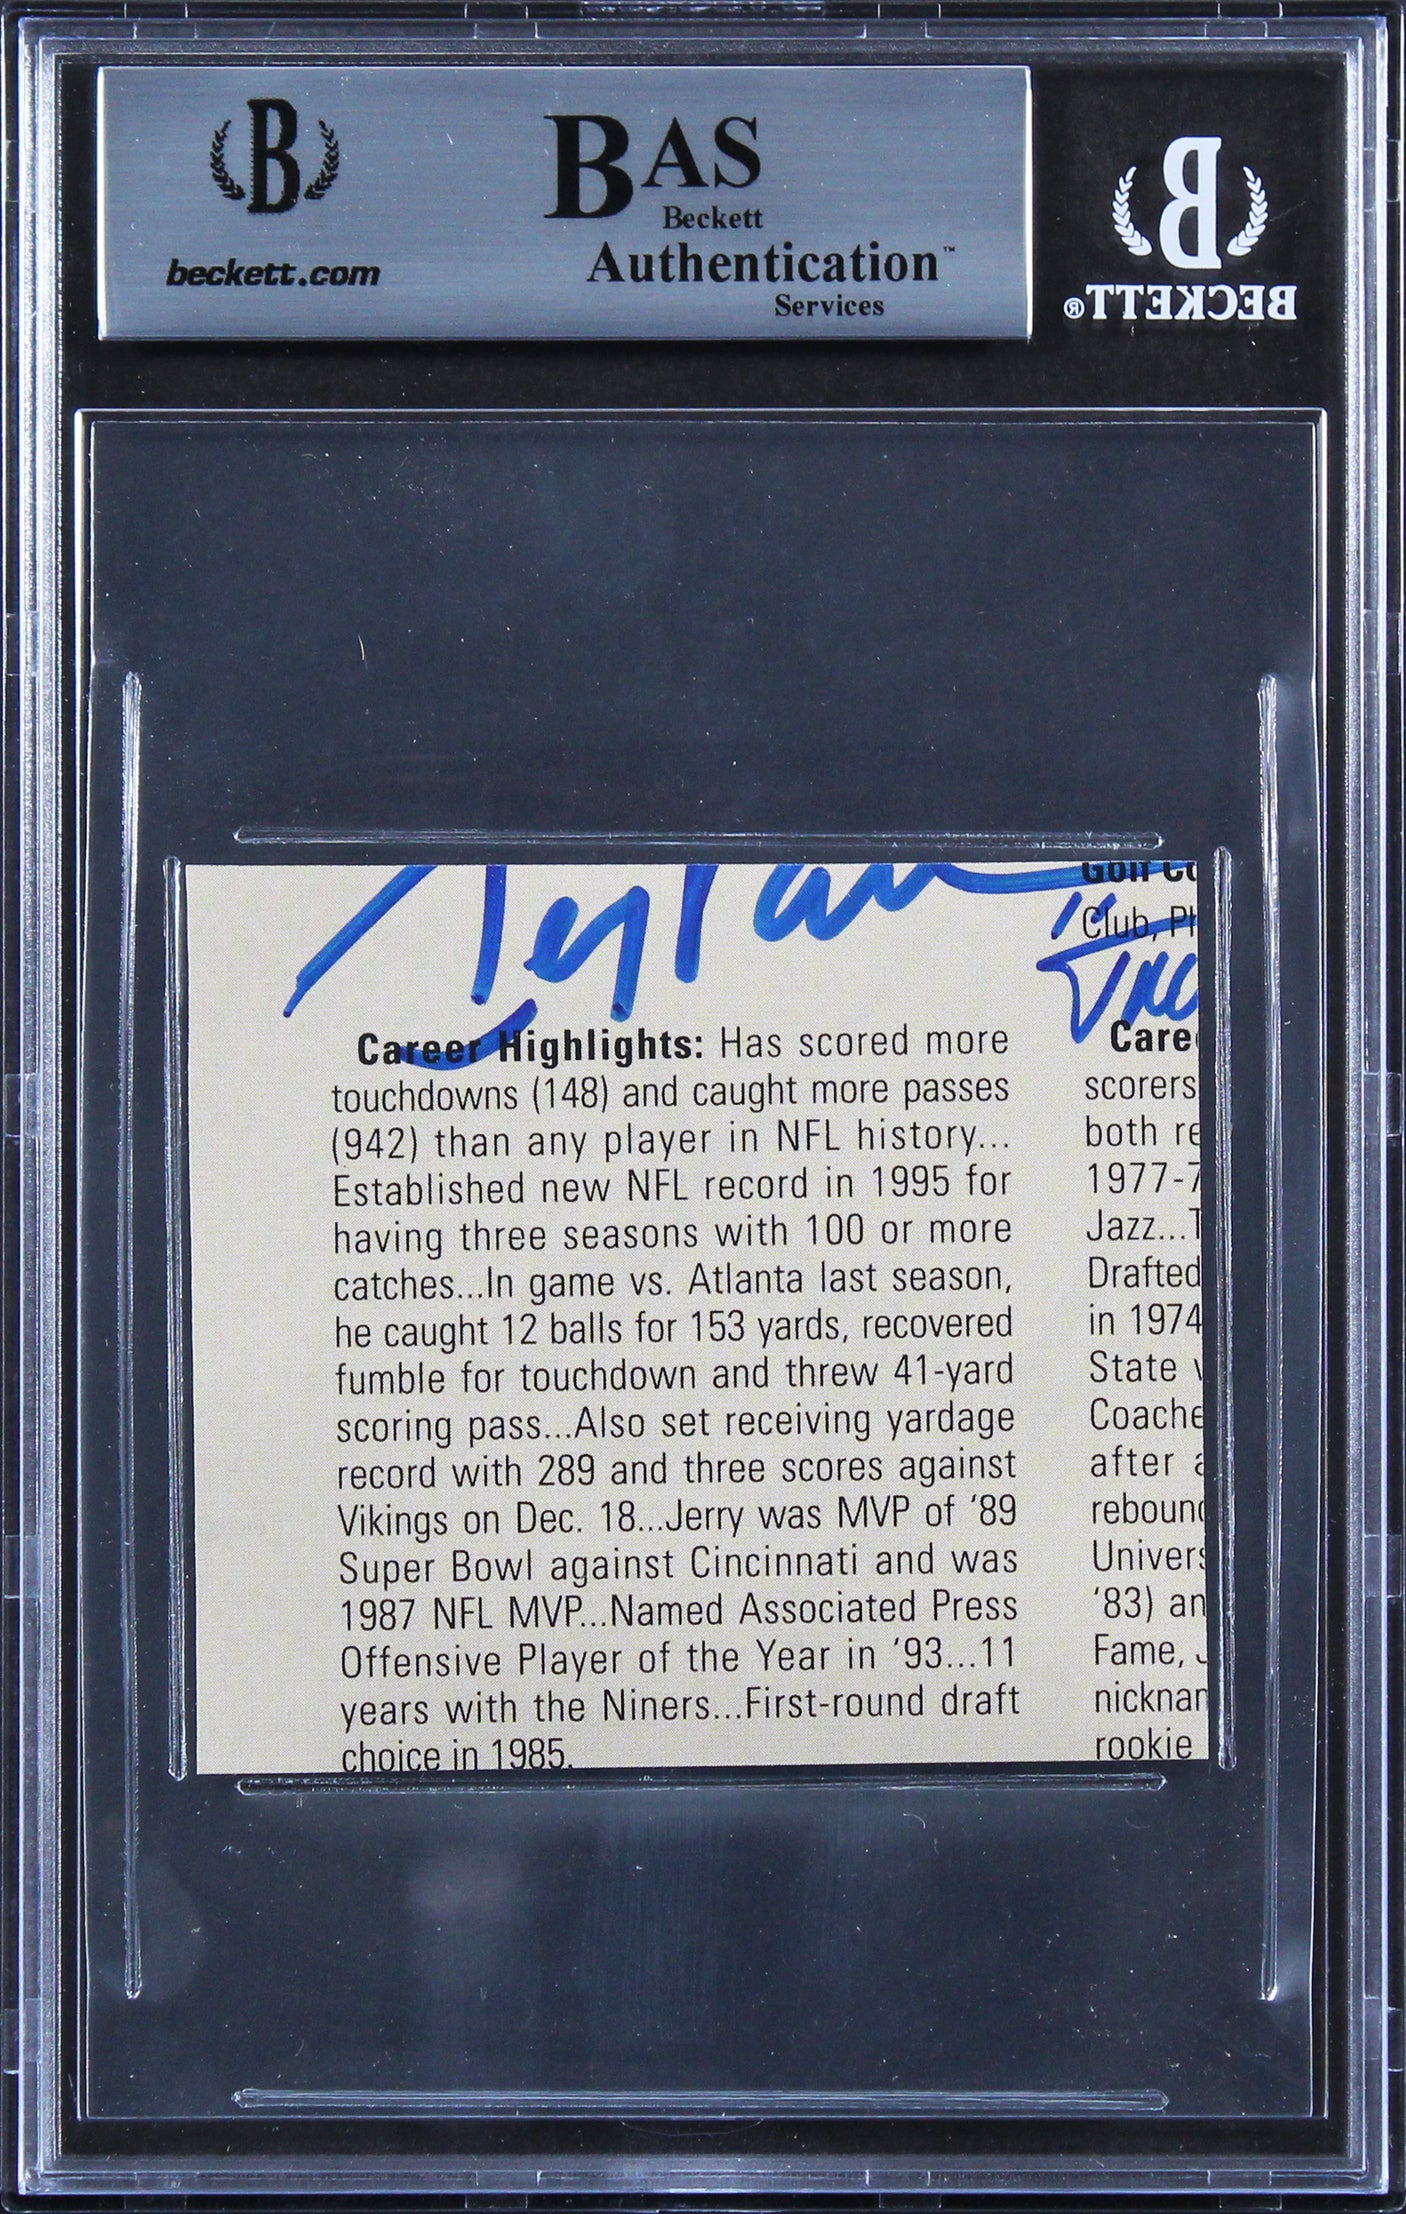 B
beckett.com
BAS
Beckett
Authentication™
Services
B
BECKETT®
Golf
Club,
Career Highlights: Has scored more
touchdowns (148) and caught more passes
(942) than any player in NFL history...
Established new NFL record in 1995 for
having three seasons with 100 or more
catches...In game vs. Atlanta last season,
he caught 12 balls for 153 yards, recovered
fumble for touchdown and threw 41-yard
scoring pass...Also set receiving yardage
record with 289 and three scores against
Vikings on Dec. 18...Jerry was MVP of '89
Super Bowl against Cincinnati and was
1987 NFL MVP...Named Associated Press
Offensive Player of the Year in '93...11
years with the Niners...First-round draft
choice in 1985.
Caree
scorers
both re
1977-7
Jazz...T
Drafted
in 1974
State
Coache
after a
rebound
Univers
'83) an
Fame, J
nicknam
rookie